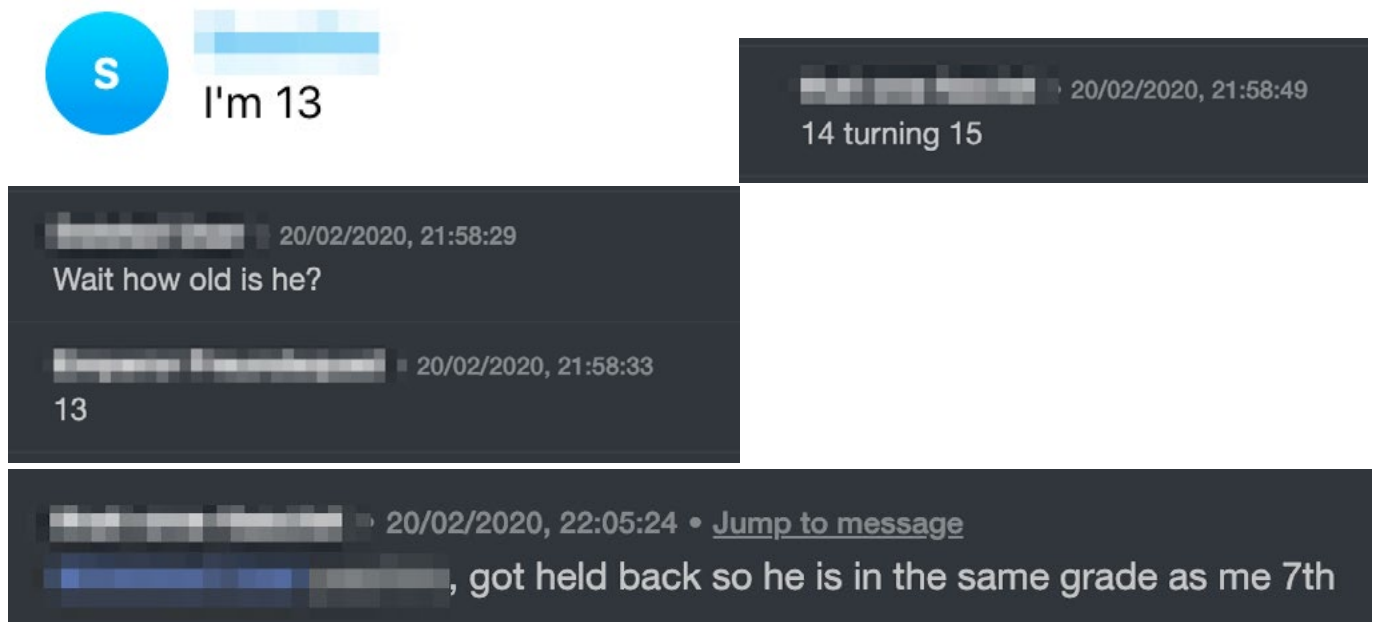 S
I'm 13
20/02/2020, 21:58:49
14 turning 15
20/02/2020, 21:58:29
Wait how old is he?
20/02/2020, 21:58:33
13
• 20/02/2020, 22:05:24 • Jump to message
, got held back so he is in the same grade as me 7th